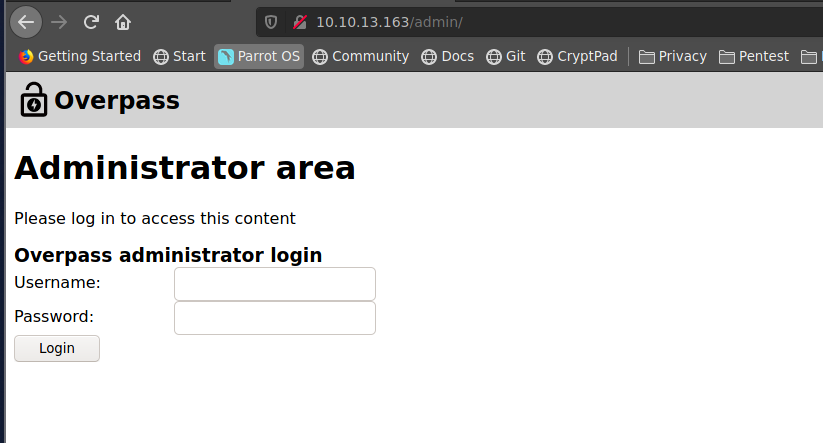 10.10.13.163/admin/
Getting Started Start Parrot OS Community Docs Git CryptPad Privacy Pentest
Overpass
Administrator area
Please log in to access this content
Overpass administrator login
Username:
Password:
Login